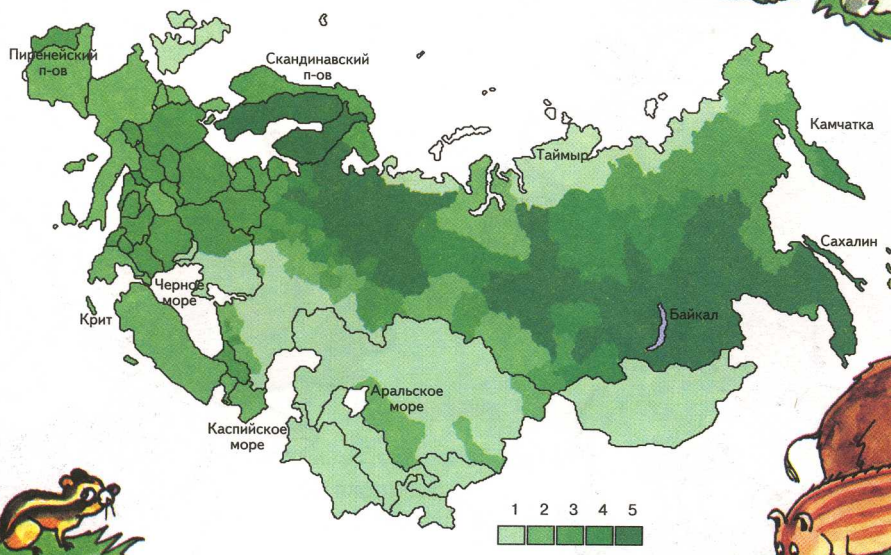 Пиренейский
п-ов
Скандинавский
п-ов
Камчатка
Таймыр
Сахалин
Черное
море
Крит
Байкал
Аральское
море
Каспийское
море
1 2 3 4 5